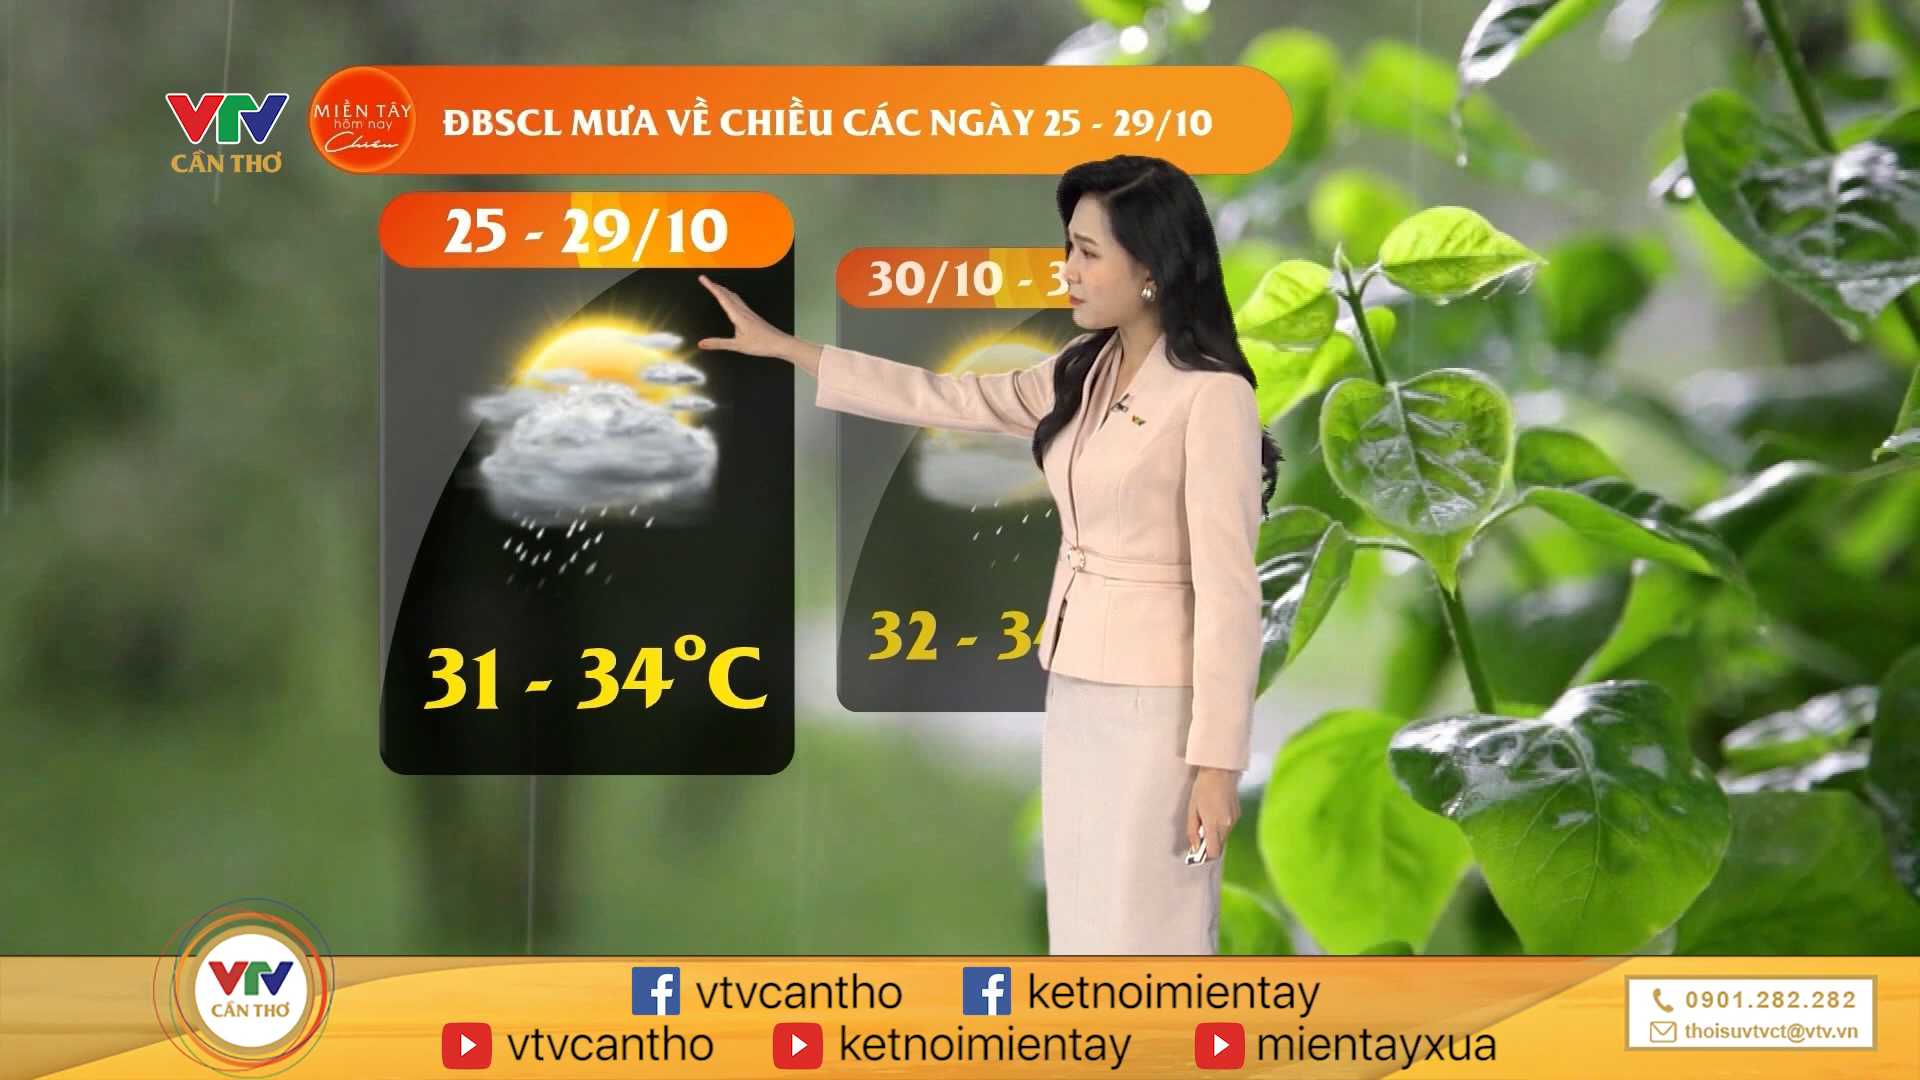 VTV
CẦN THƠ
MIỀN TÂY
hôm nay
Chiều
ĐBSCL MƯA VỀ CHIỀU CÁC NGÀY 25 - 29/10
25 - 29/10
30/10 - 3
31 - 34°C
32 - 34
VTV
CẦN THƠ
vtvcantho
ketnoimientay
vtvcantho
ketnoimientay
mientayxua
0901.282.282
thoisuvtvct@vtv.vn